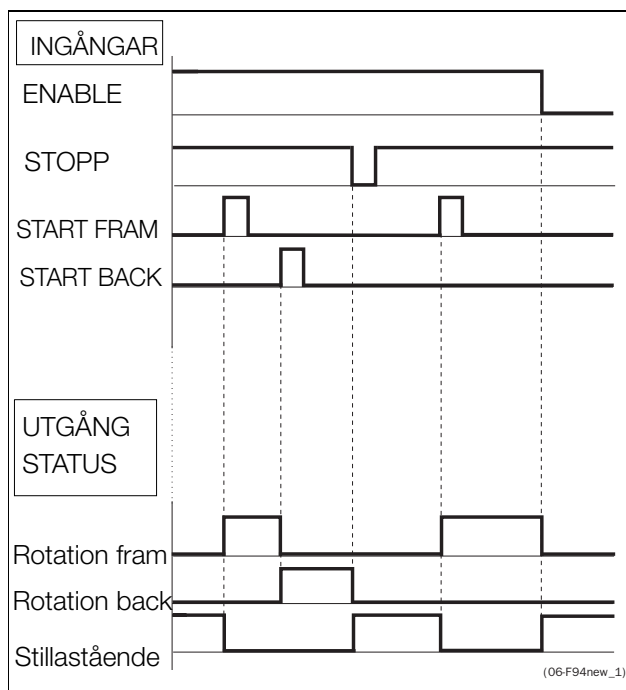 INGÅNGAR
ENABLE
STOPP
START FRAM
START BACK
UTGÅNG
STATUS
Rotation fram
Rotation back
Stillastående
(06-F94new_1)